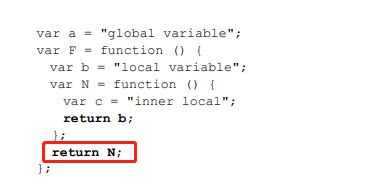 var a = "global variable";
var F = function () {
  var b = "local variable";
  var N = function () {
    var c = "inner local";
    return b;
  };
  return N;
};